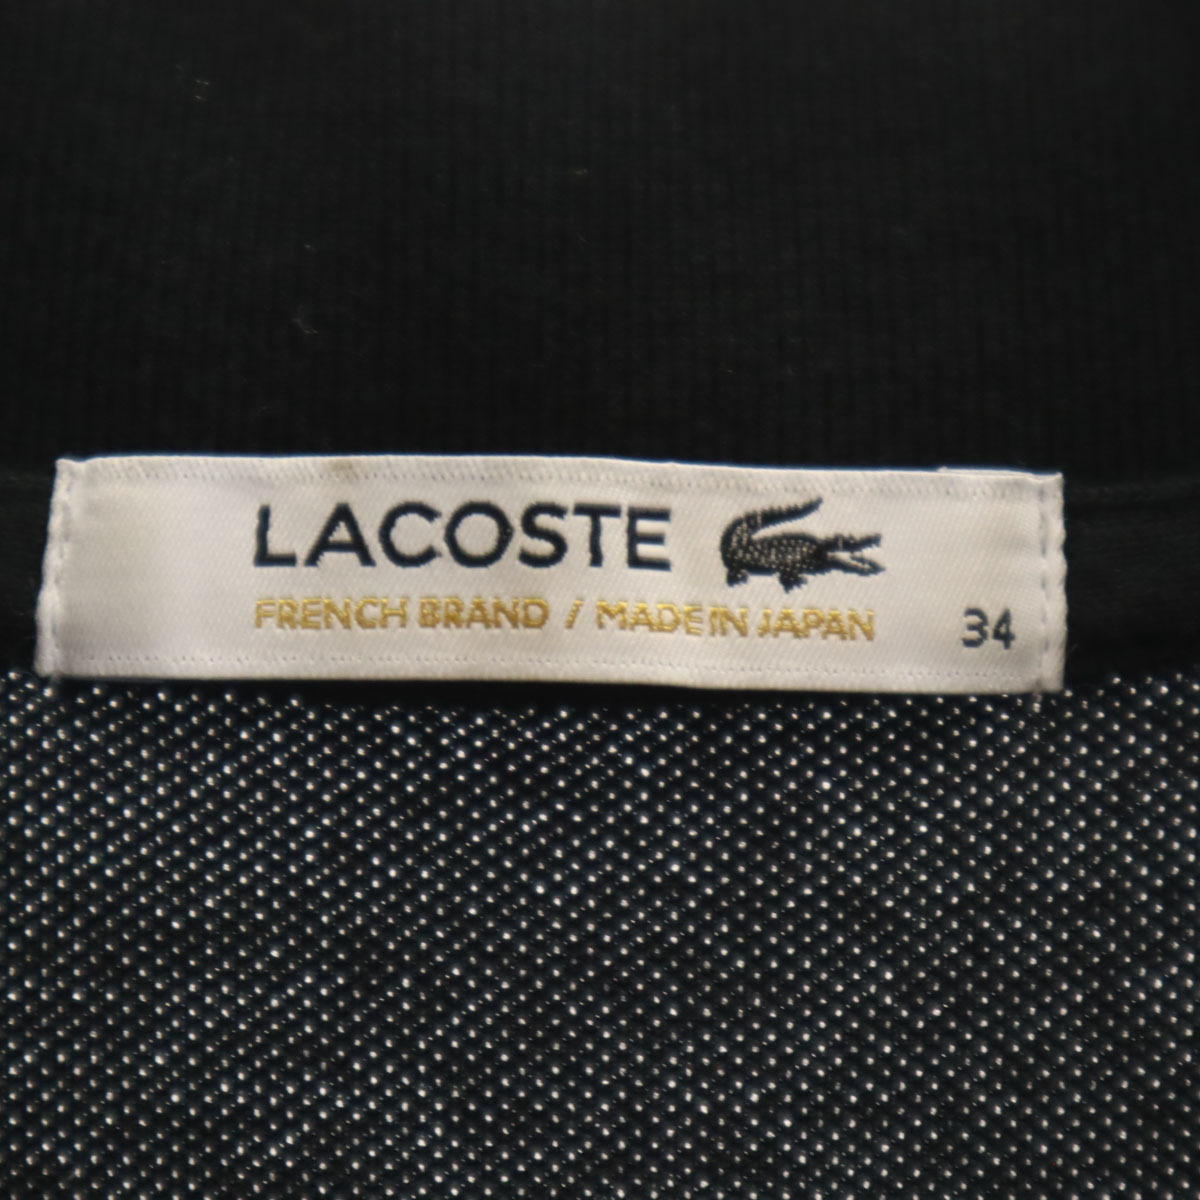 LACOSTE
FRENCH BRAND / MADE IN JAPAN
34